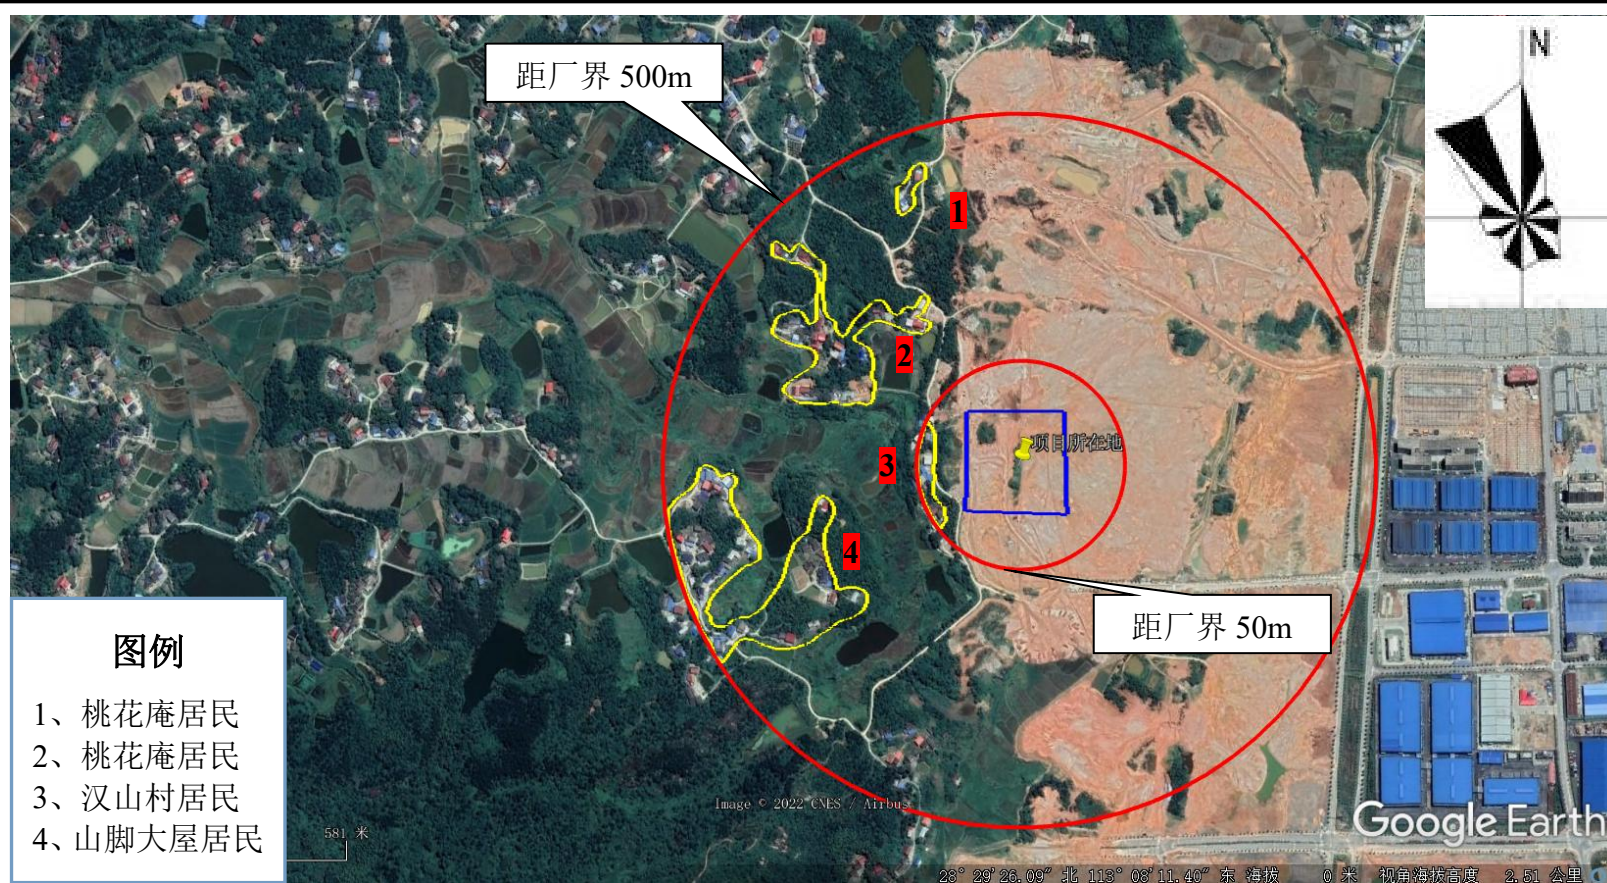 距厂界 500m
N
1
2
项目所在地
3
4
距厂界 50m
图例
1、桃花庵居民
2、桃花庵居民
3、汉山村居民
4、山脚大屋居民
581 米
Image © 2022 CNES / Airbus
Google Earth
28°29′26.09″ 北 113°08′11.40″ 东 海拔 0 米 视角海拔高度 2.51 公里